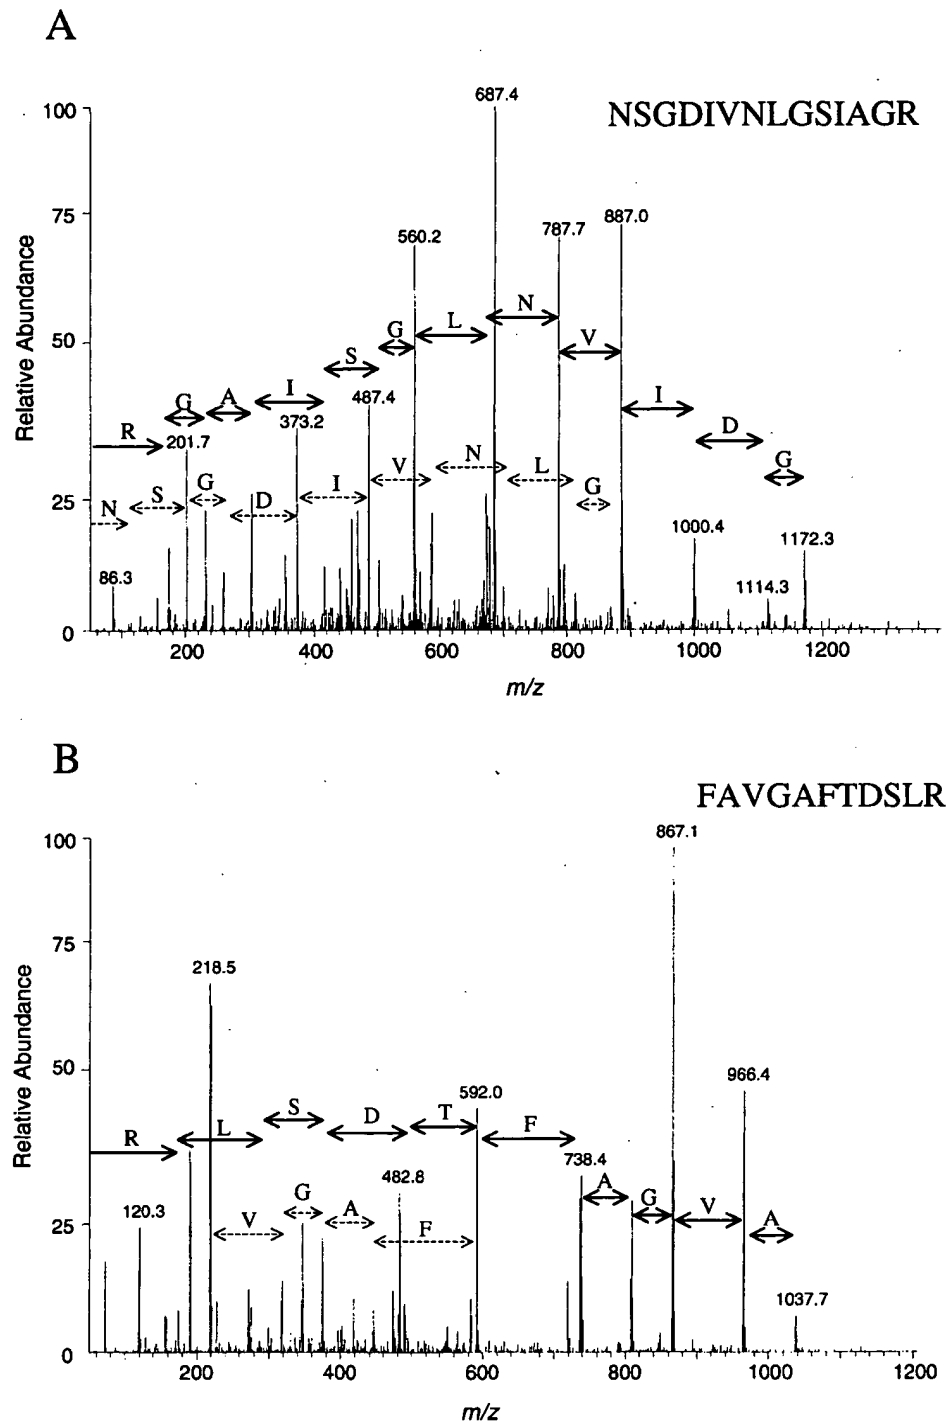 A
NSGDIVNLGSIAGR
687.4
100
75
887.0
787.7
560.2
N
L
G
V
50
S
I
I
A
487.4
G
D
373.2
R
201.7
G
N
V
L
I
G
S
G
D
N
25
1000.4
1172.3
86.3
1114.3
0
200
400
600
800
1000
1200
Relative Abundance
m/z
B
FAVGAFTDSLR
867.1
100
75
218.5
50
966.4
592.0
S
D
T
F
R
L
738.4
A
482.8
G
V
G
A
A
120.3
V
F
25
1037.7
0
200
400
600
800
1000
1200
Relative Abundance
m/z